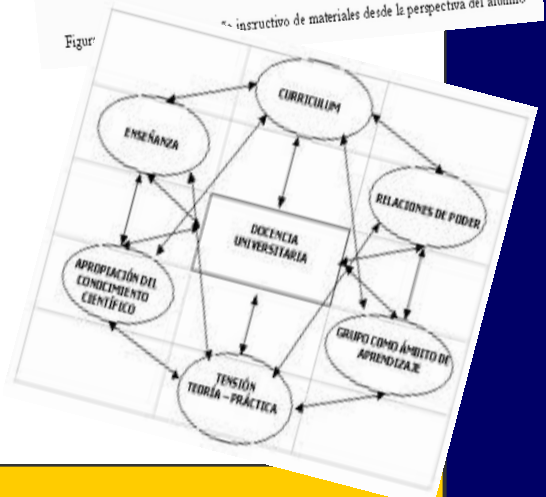 instructivo de materiales desde la perspectiva del alumno
Figur
CURRICULUM
ENSEÑANZA
RELACIONES DE PODER
DOCENCIA
UNIVERSITARIA
APROPIACIÓN DEL
CONOCIMIENTO
CIENTÍFICO
GRUPO COMO ÁMBITO DE
APRENDIZAJE
TENSIÓN
TEORÍA – PRÁCTICA